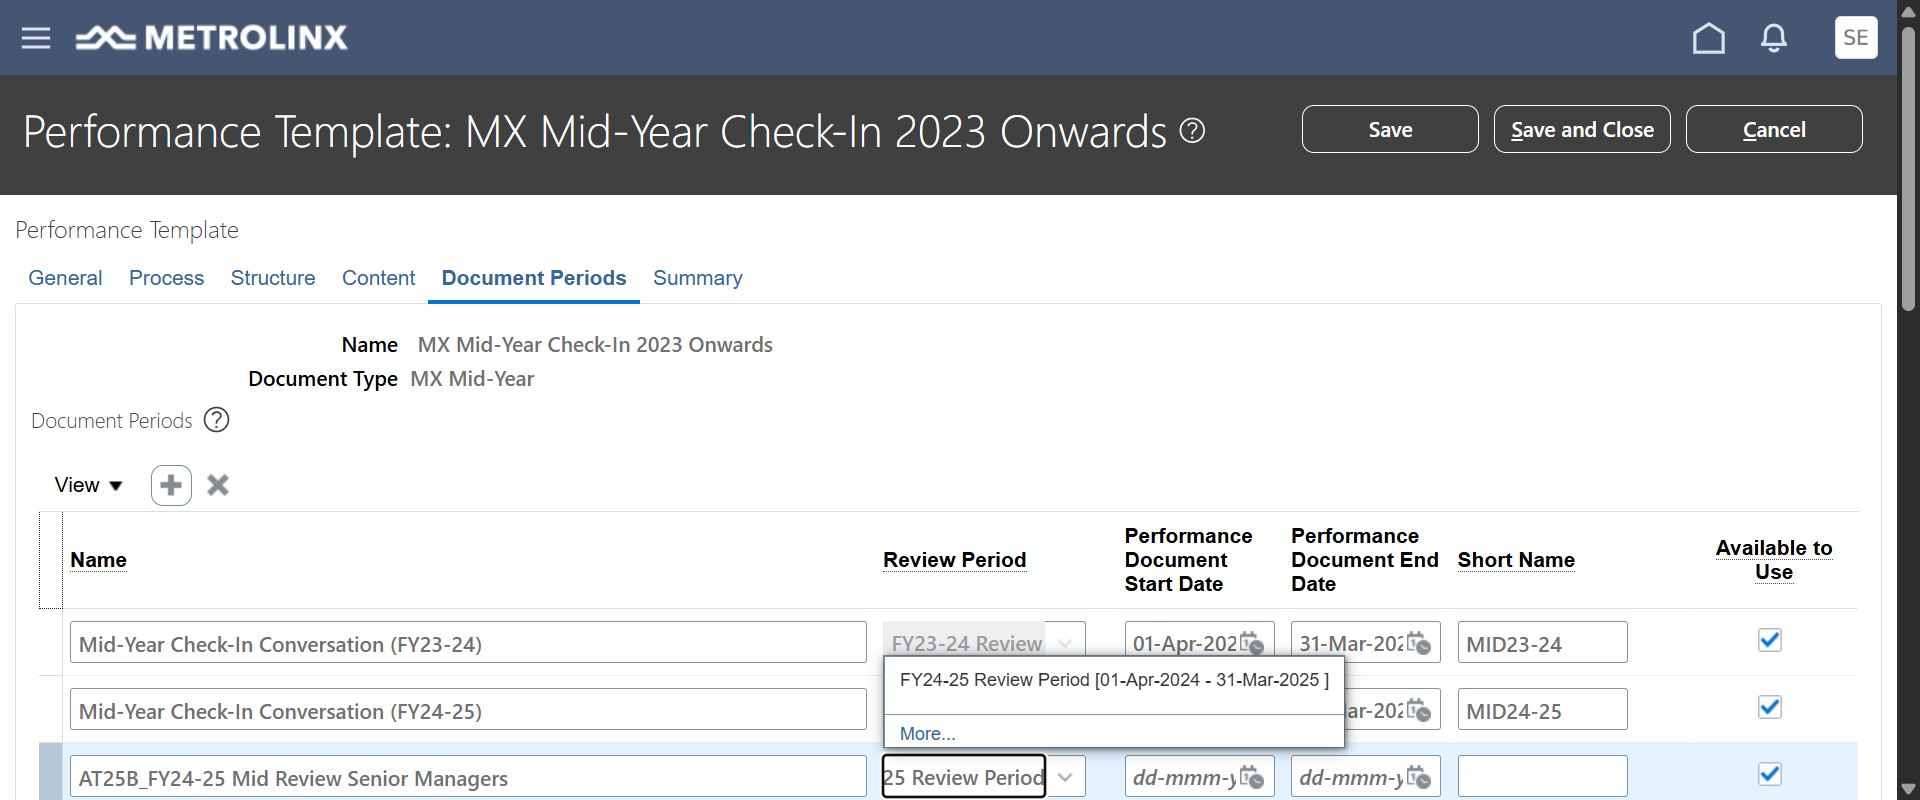 METROLINX
SE
Performance Template: MX Mid-Year Check-In 2023 Onwards
Save
Save and Close
Cancel
Performance Template
General
Process
Structure
Content
Document Periods
Summary
Name MX Mid-Year Check-In 2023 Onwards
Document Type MX Mid-Year
Document Periods
View
Name
Review Period
Performance Document Start Date
Performance Document End Date
Short Name
Available to Use
Mid-Year Check-In Conversation (FY23-24)
FY23-24 Review
01-Apr-202
31-Mar-202
MID23-24
FY24-25 Review Period [01-Apr-2024 - 31-Mar-2025 ]
More...
Mid-Year Check-In Conversation (FY24-25)
ar-202
MID24-25
AT25B_FY24-25 Mid Review Senior Managers
25 Review Period
dd-mmm-y
dd-mmm-y